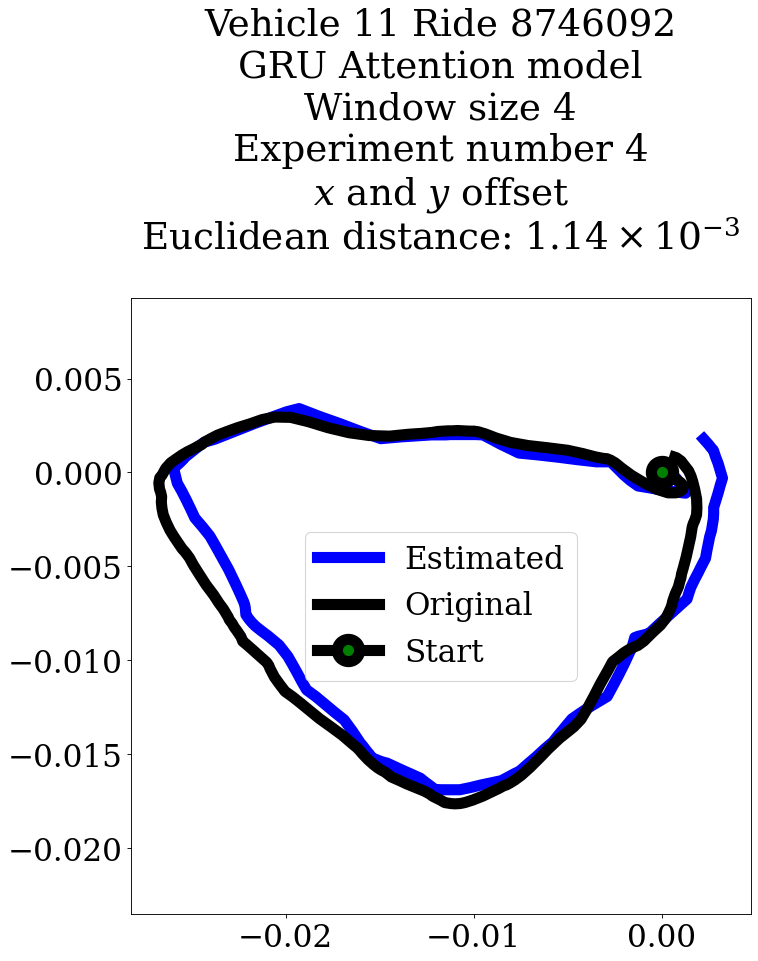 Vehicle 11 Ride 8746092
GRU Attention model
Window size 4
Experiment number 4
x and y offset
Euclidean distance: 1.14 × 10⁻³
0.005
0.000
−0.005
−0.010
−0.015
−0.020
Estimated
Original
Start
−0.02
−0.01
0.00